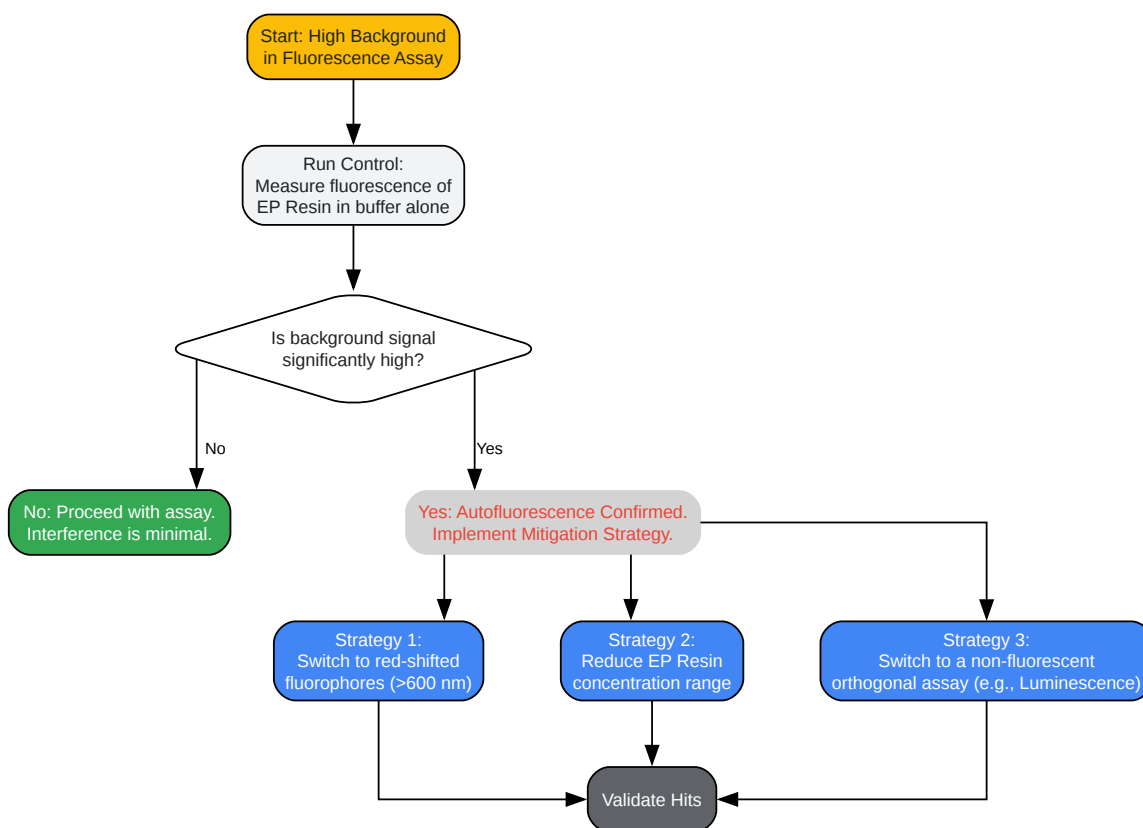 Start: High Background
in Fluorescence Assay
Run Control:
Measure fluorescence of
EP Resin in buffer alone
Is background signal
significantly high?
No
Yes
No: Proceed with assay.
Interference is minimal.
Yes: Autofluorescence Confirmed.
Implement Mitigation Strategy.
Strategy 1:
Switch to red-shifted
fluorophores (>600 nm)
Strategy 2:
Reduce EP Resin
concentration range
Strategy 3:
Switch to a non-fluorescent
orthogonal assay (e.g., Luminescence)
Validate Hits